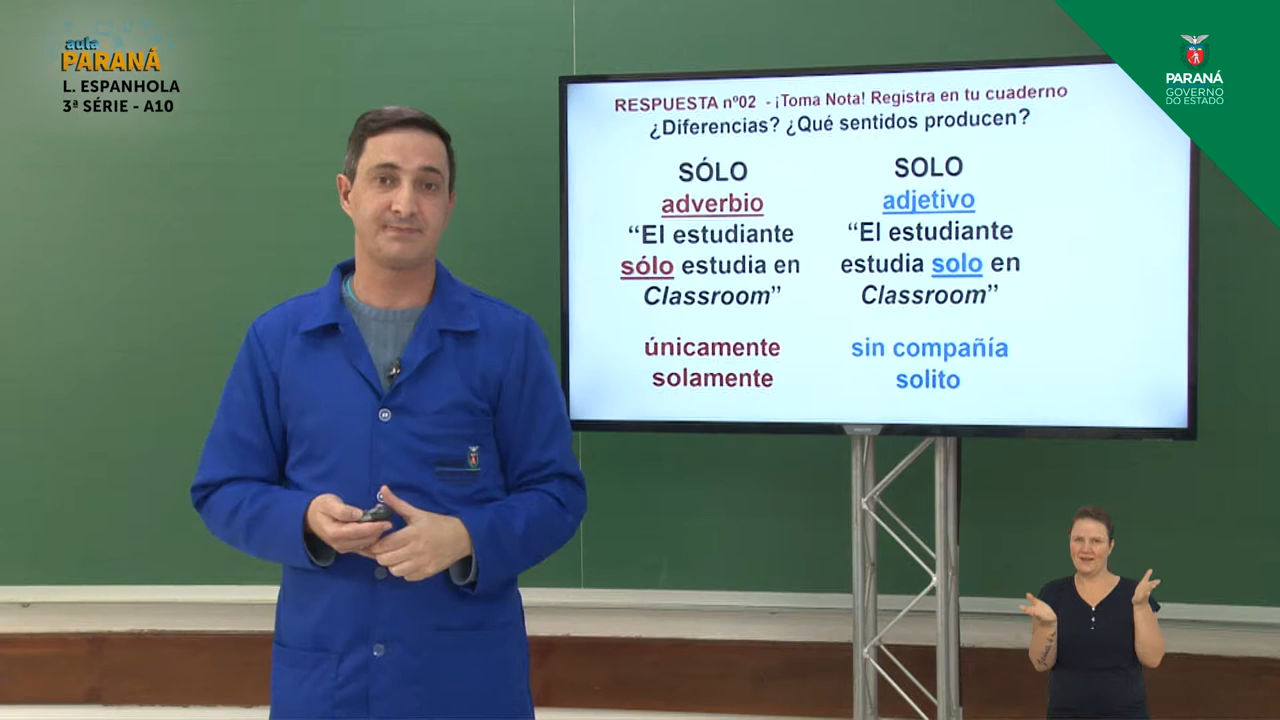 aula
PARANÁ
L. ESPANHOLA
3ª SÉRIE - A10
PARANÁ
GOVERNO
DO ESTADO
RESPUESTA nº02 - ¡Toma Nota! Registra en tu cuaderno
¿Diferencias? ¿Qué sentidos producen?
SÓLO
adverbio
“El estudiante
sólo estudia en
Classroom”
únicamente
solamente
SOLO
adjetivo
“El estudiante
estudia solo en
Classroom”
sin compañía
solito